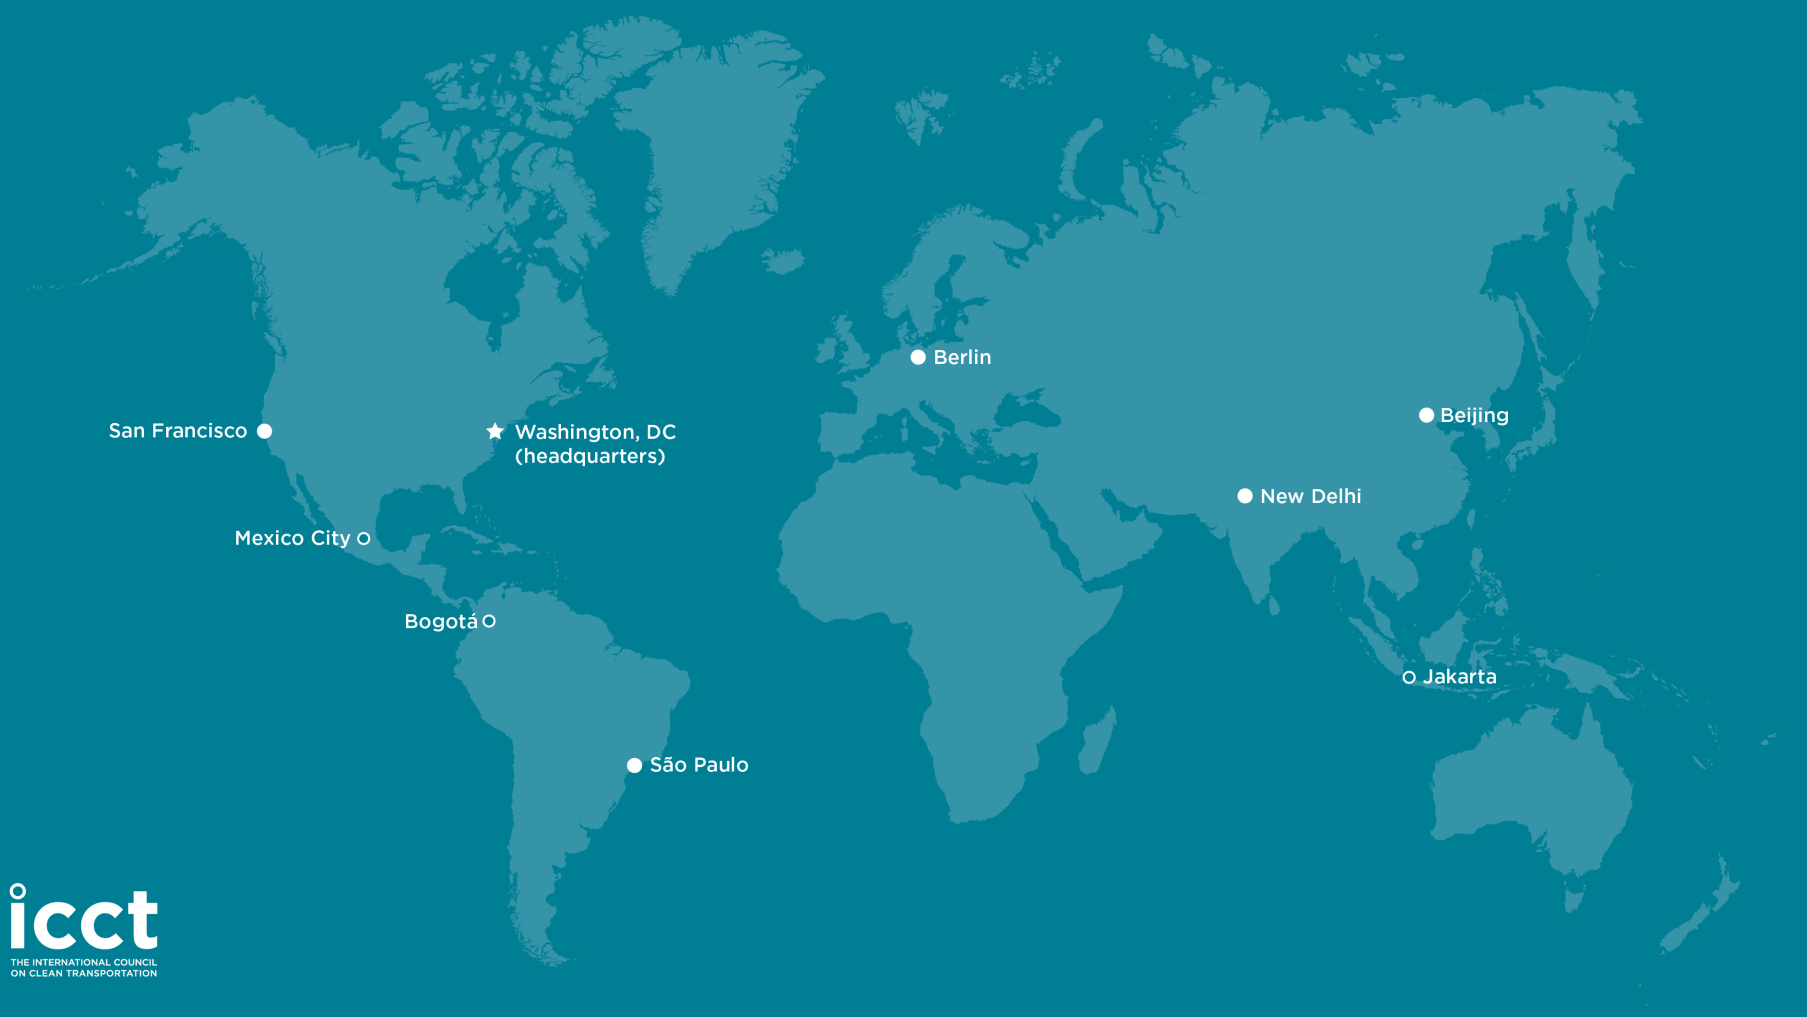 Berlin
Beijing
San Francisco
Washington, DC
(headquarters)
New Delhi
Mexico City
Bogotá
Jakarta
São Paulo
icct
THE INTERNATIONAL COUNCIL
ON CLEAN TRANSPORTATION